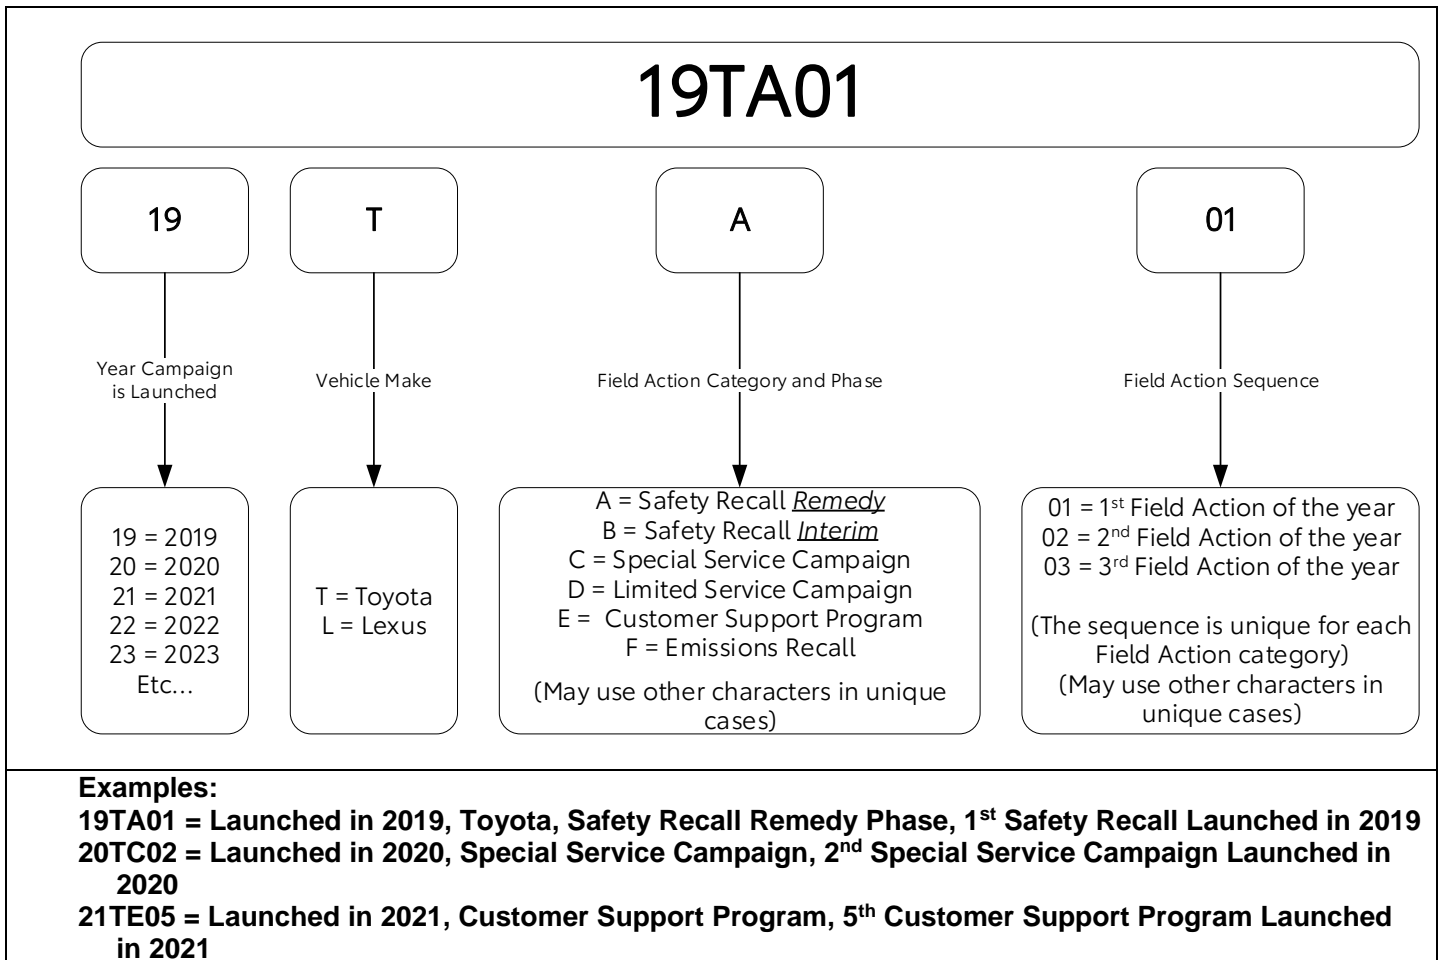 19TA01
19
T
A
01
Year Campaign
is Launched
Vehicle Make
Field Action Category and Phase
Field Action Sequence
19 = 2019
20 = 2020
21 = 2021
22 = 2022
23 = 2023
Etc…
T = Toyota
L = Lexus
A = Safety Recall Remedy
B = Safety Recall Interim
C = Special Service Campaign
D = Limited Service Campaign
E =  Customer Support Program
F = Emissions Recall
(May use other characters in unique
cases)
01 = 1st Field Action of the year
02 = 2nd Field Action of the year
03 = 3rd Field Action of the year
(The sequence is unique for each
Field Action category)
(May use other characters in
unique cases)
Examples:
19TA01 = Launched in 2019, Toyota, Safety Recall Remedy Phase, 1st Safety Recall Launched in 2019
20TC02 = Launched in 2020, Special Service Campaign, 2nd Special Service Campaign Launched in
2020
21TE05 = Launched in 2021, Customer Support Program, 5th Customer Support Program Launched
in 2021